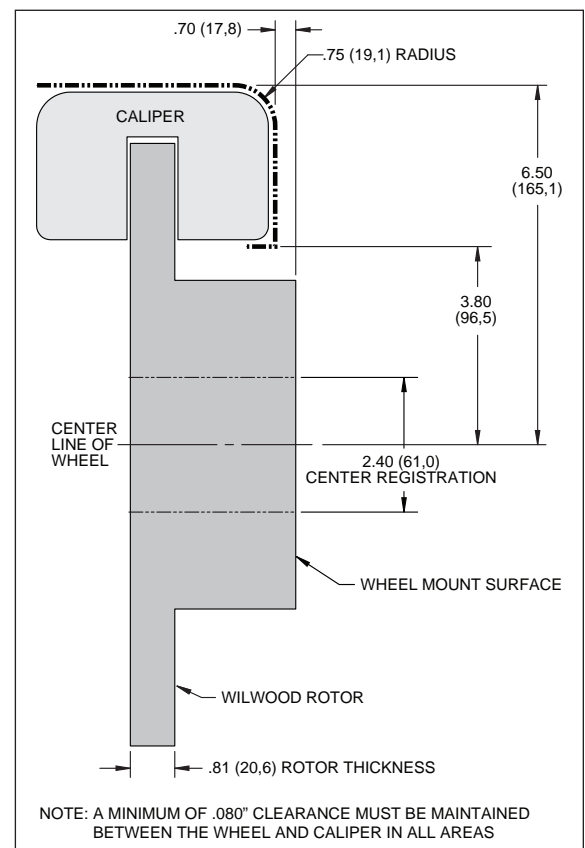 .70 (17,8)
.75 (19,1) RADIUS
CALIPER
6.50
(165,1)
3.80
(96,5)
CENTER
LINE OF
WHEEL
2.40 (61,0)
CENTER REGISTRATION
WHEEL MOUNT SURFACE
WILWOOD ROTOR
.81 (20,6) ROTOR THICKNESS
NOTE: A MINIMUM OF .080” CLEARANCE MUST BE MAINTAINED
BETWEEN THE WHEEL AND CALIPER IN ALL AREAS